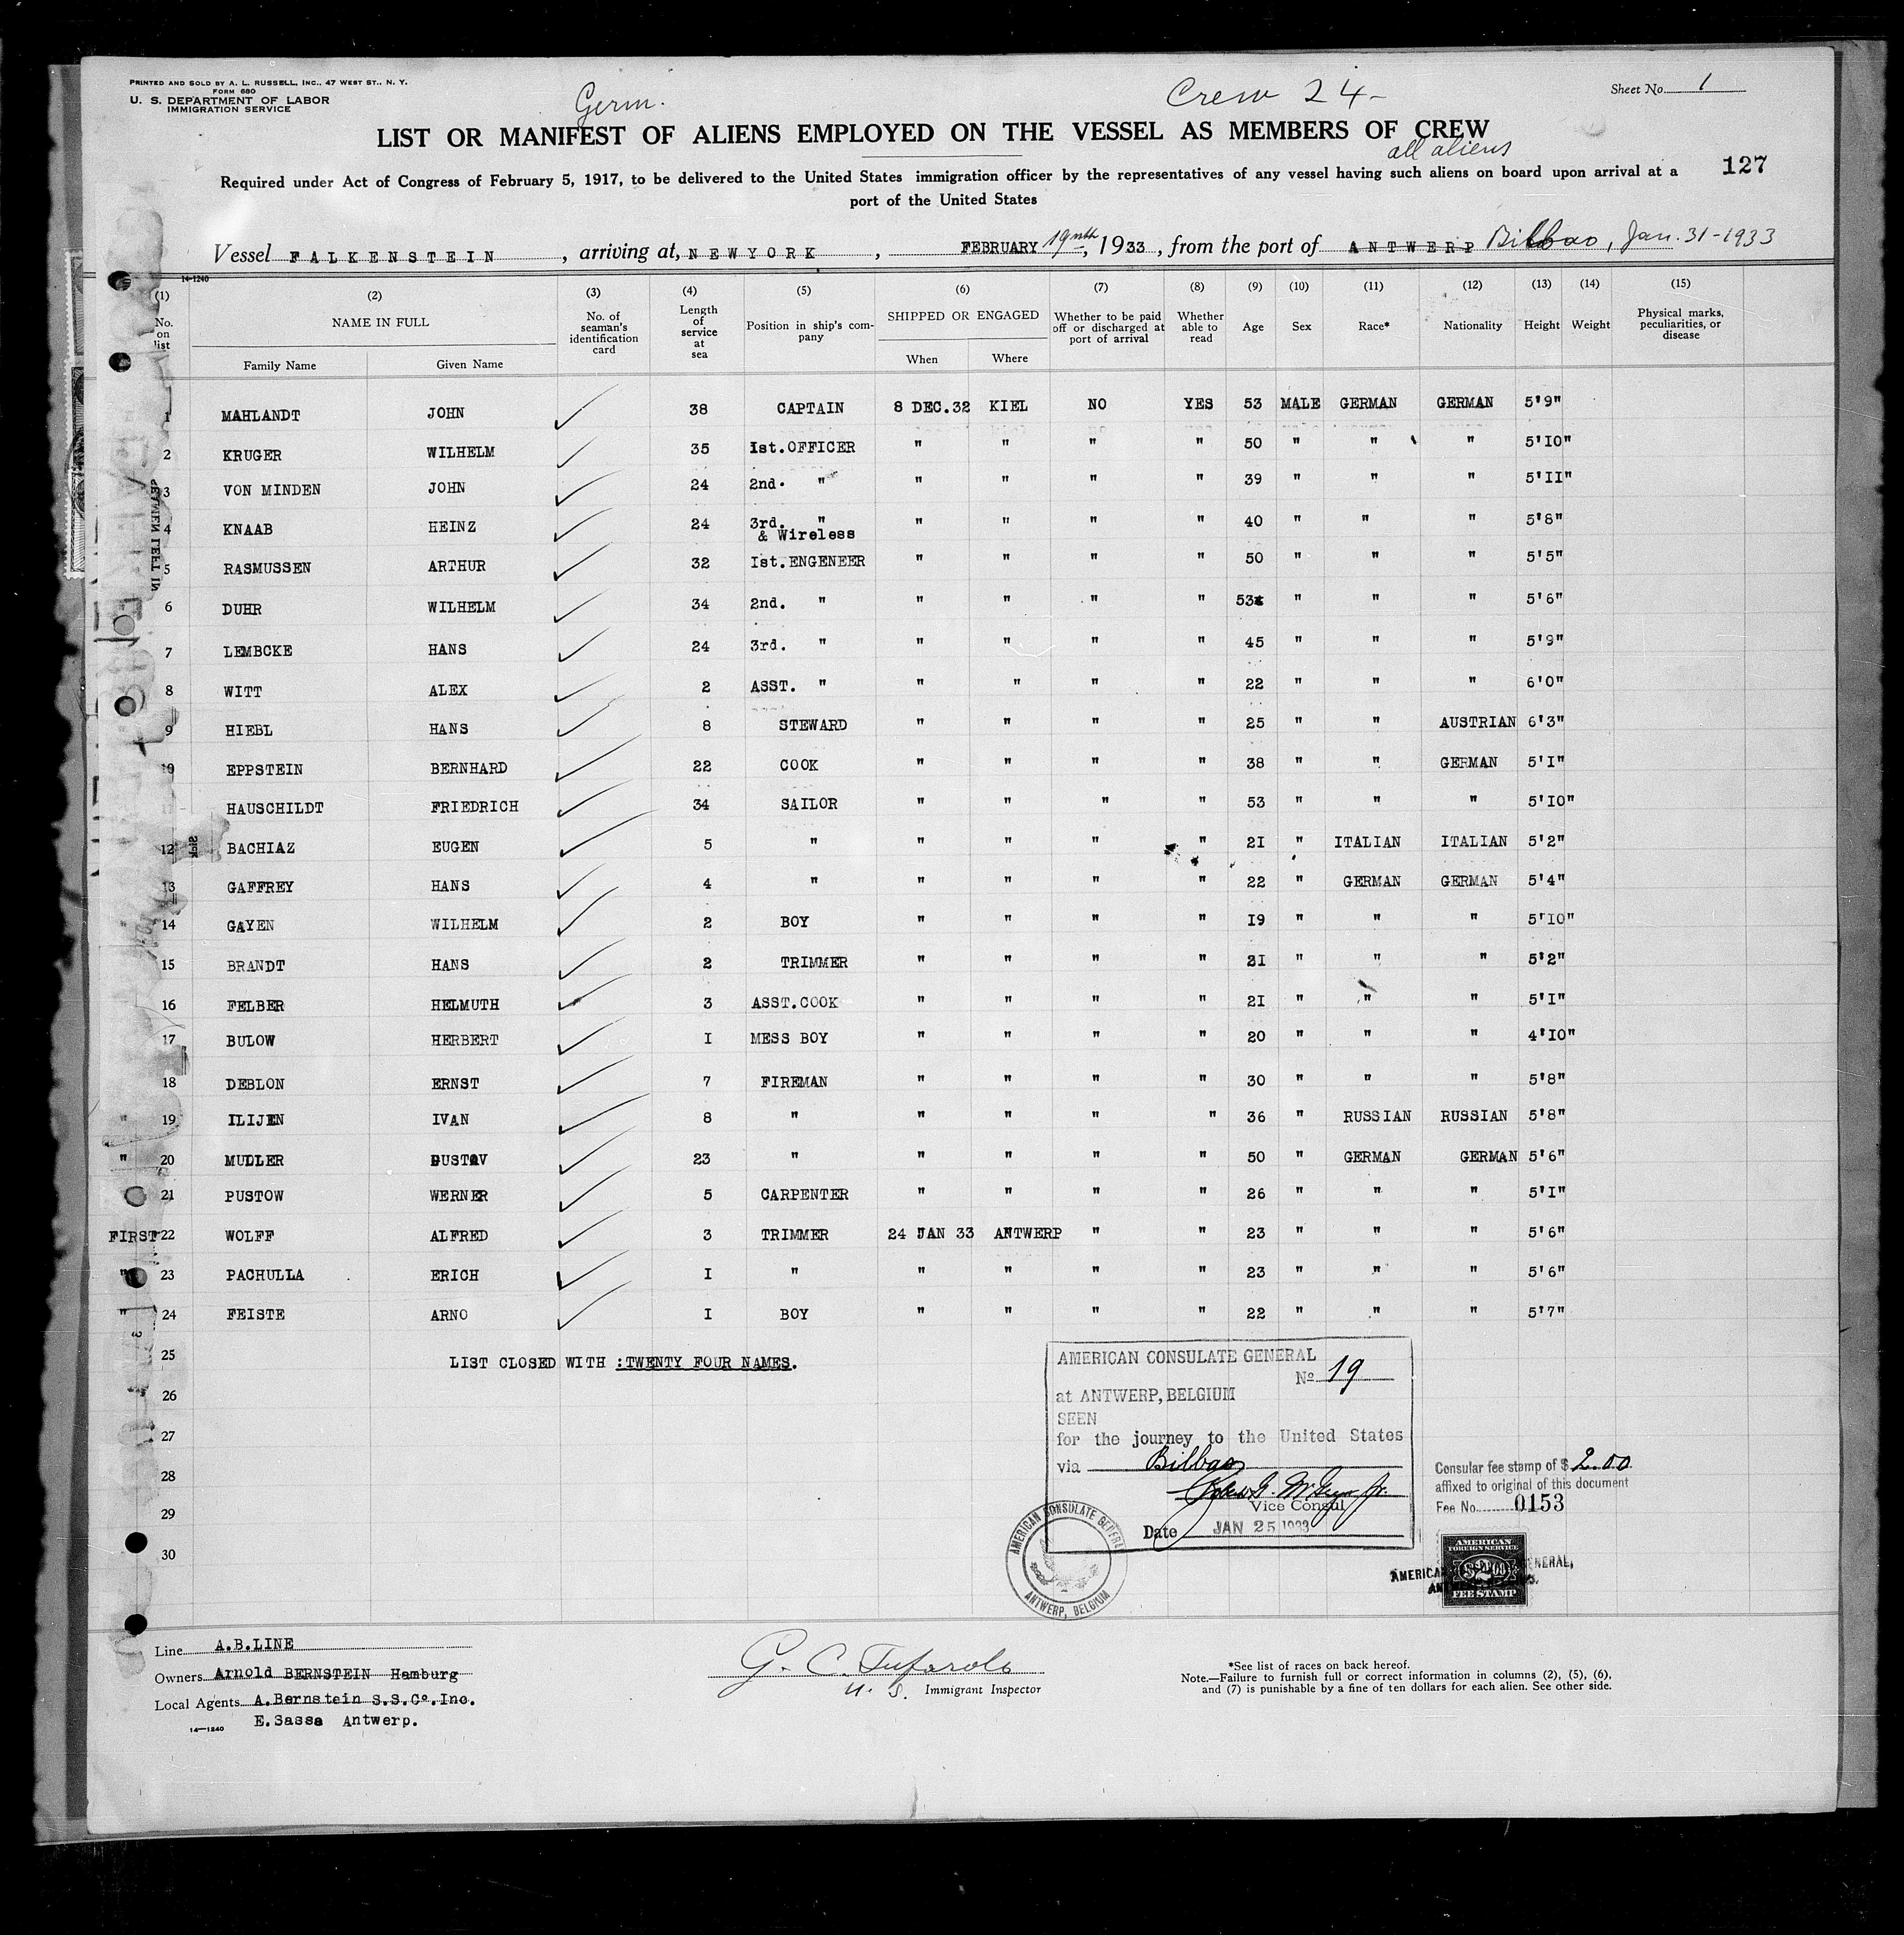 PRINTED AND SOLD BY A. L. RUSSELL, INC., 47 WEST ST., N. Y.
FORM 680
U. S. DEPARTMENT OF LABOR
IMMIGRATION SERVICE
Germ.
Crew 24-
Sheet No. 1
LIST OR MANIFEST OF ALIENS EMPLOYED ON THE VESSEL AS MEMBERS OF CREW
all aliens
127
Required under Act of Congress of February 5, 1917, to be delivered to the United States immigration officer by the representatives of any vessel having such aliens on board upon arrival at a
port of the United States
Vessel FALKENSTEIN, arriving at, NEWYORK, FEBRUARY 19nth, 1933, from the port of ANTWERP Bilbao, Jan. 31-1933
14-1240
(1) (2) (3) (4) (5) (6) (7) (8) (9) (10) (11) (12) (13) (14) (15)
No. on list NAME IN FULL Family Name Given Name No. of seaman's identification card Length of service at sea Position in ship's company SHIPPED OR ENGAGED When Where Whether to be paid off or discharged at port of arrival Whether able to read Age Sex Race* Nationality Height Weight Physical marks, peculiarities, or disease
1 MAHLANDT JOHN 38 CAPTAIN 8 DEC.32 KIEL NO YES 53 MALE GERMAN GERMAN 5'9"
2 KRUGER WILHELM 35 Ist.OFFICER " " " " 50 " " " 5'I0"
3 VON MINDEN JOHN 24 2nd. " " " " " 39 " " " 5'II"
4 KNAAB HEINZ 24 3rd. " & Wireless " " " " 40 " " " 5'8"
5 RASMUSSEN ARTHUR 32 Ist.ENGENEER " " " " 50 " " " 5'5"
6 DUHR WILHELM 34 2nd. " " " " " 53 " " " 5'6"
7 LEMBCKE HANS 24 3rd. " " " " " 45 " " " 5'9"
8 WITT ALEX 2 ASST. " " " " " 22 " " " 6'0"
9 HIEBL HANS 8 STEWARD " " " " 25 " " AUSTRIAN 6'3"
10 EPPSTEIN BERNHARD 22 COOK " " " " 38 " " GERMAN 5'I"
HAUSCHILDT FRIEDRICH 34 SAILOR " " " " 53 " " " 5'I0"
12 BACHIAZ EUGEN 5 " " " " " 2I " ITALIAN ITALIAN 5'2"
13 GAFFREY HANS 4 " " " " " 22 " GERMAN GERMAN 5'4"
14 GAYEN WILHELM 2 BOY " " " " I9 " " " 5'I0"
15 BRANDT HANS 2 TRIMMER " " " " 2I " " " 5'2"
16 FELBER HELMUTH 3 ASST.COOK " " " " 2I " " " 5'I"
17 BULOW HERBERT I MESS BOY " " " " 20 " " " 4'I0"
18 DEBLON ERNST 7 FIREMAN " " " " 30 " " " 5'8"
" 19 ILIJEN IVAN 8 " " " " " 36 " RUSSIAN RUSSIAN 5'8"
" 20 MUDLER GUSTAV 23 " " " " " 50 " GERMAN GERMAN 5'6"
21 PUSTOW WERNER 5 CARPENTER " " " " 26 " " " 5'I"
FIRST 22 WOLFF ALFRED 3 TRIMMER 24 JAN 33 ANTWERP " " 23 " " " 5'6"
" 23 PACHULLA ERICH I " " " " " 23 " " " 5'6"
" 24 FEISTE ARNO I BOY " " " " 22 " " " 5'7"
25 LIST CLOSED WITH :TWENTY FOUR NAMES.
26
27
28
29
30
AMERICAN CONSULATE GENERAL
No. 19
at ANTWERP, BELGIUM
SEEN
for the journey to the United States
via Bilbao
Vice Consul
Date JAN 25 1933
AMERICAN CONSULATE GENERAL ANTWERP, BELGIUM
Consular fee stamp of $ 2.00
affixed to original of this document
Fee No. 0153
AMERICAN
FOREIGN SERVICE
$2.00
FEE STAMP
Line A.B.LINE
Owners Arnold BERNSTEIN Hamburg
Local Agents A.Bernstein S.S.Co.Inc.
E.Sasse Antwerp.
14-1240
U. S. Immigrant Inspector
*See list of races on back hereof.
Note.—Failure to furnish full or correct information in columns (2), (5), (6),
and (7) is punishable by a fine of ten dollars for each alien. See other side.